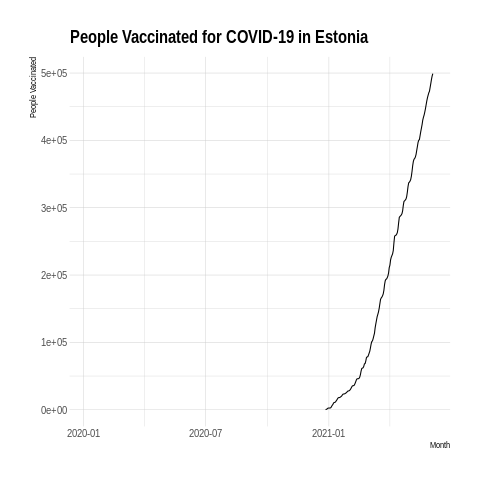 People Vaccinated for COVID-19 in Estonia
People Vaccinated
5e+05
4e+05
3e+05
2e+05
1e+05
0e+00
2020-01 2020-07 2021-01
Month